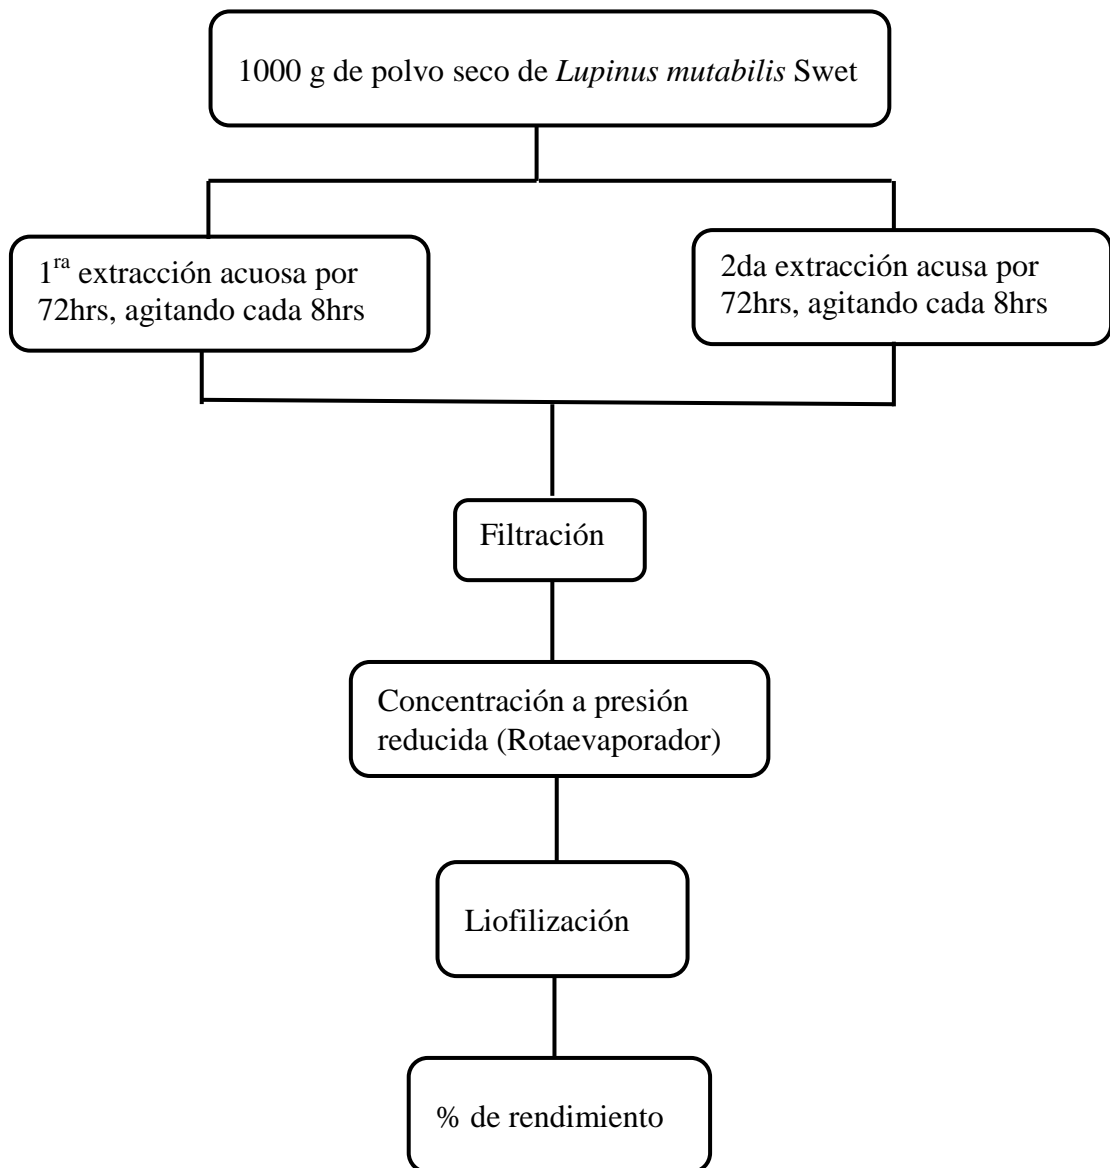 1000 g de polvo seco de Lupinus mutabilis Swet
1ra extracción acuosa por
72hrs, agitando cada 8hrs
2da extracción acusa por
72hrs, agitando cada 8hrs
Filtración
Concentración a presión
reducida (Rotaevaporador)
Liofilización
% de rendimiento